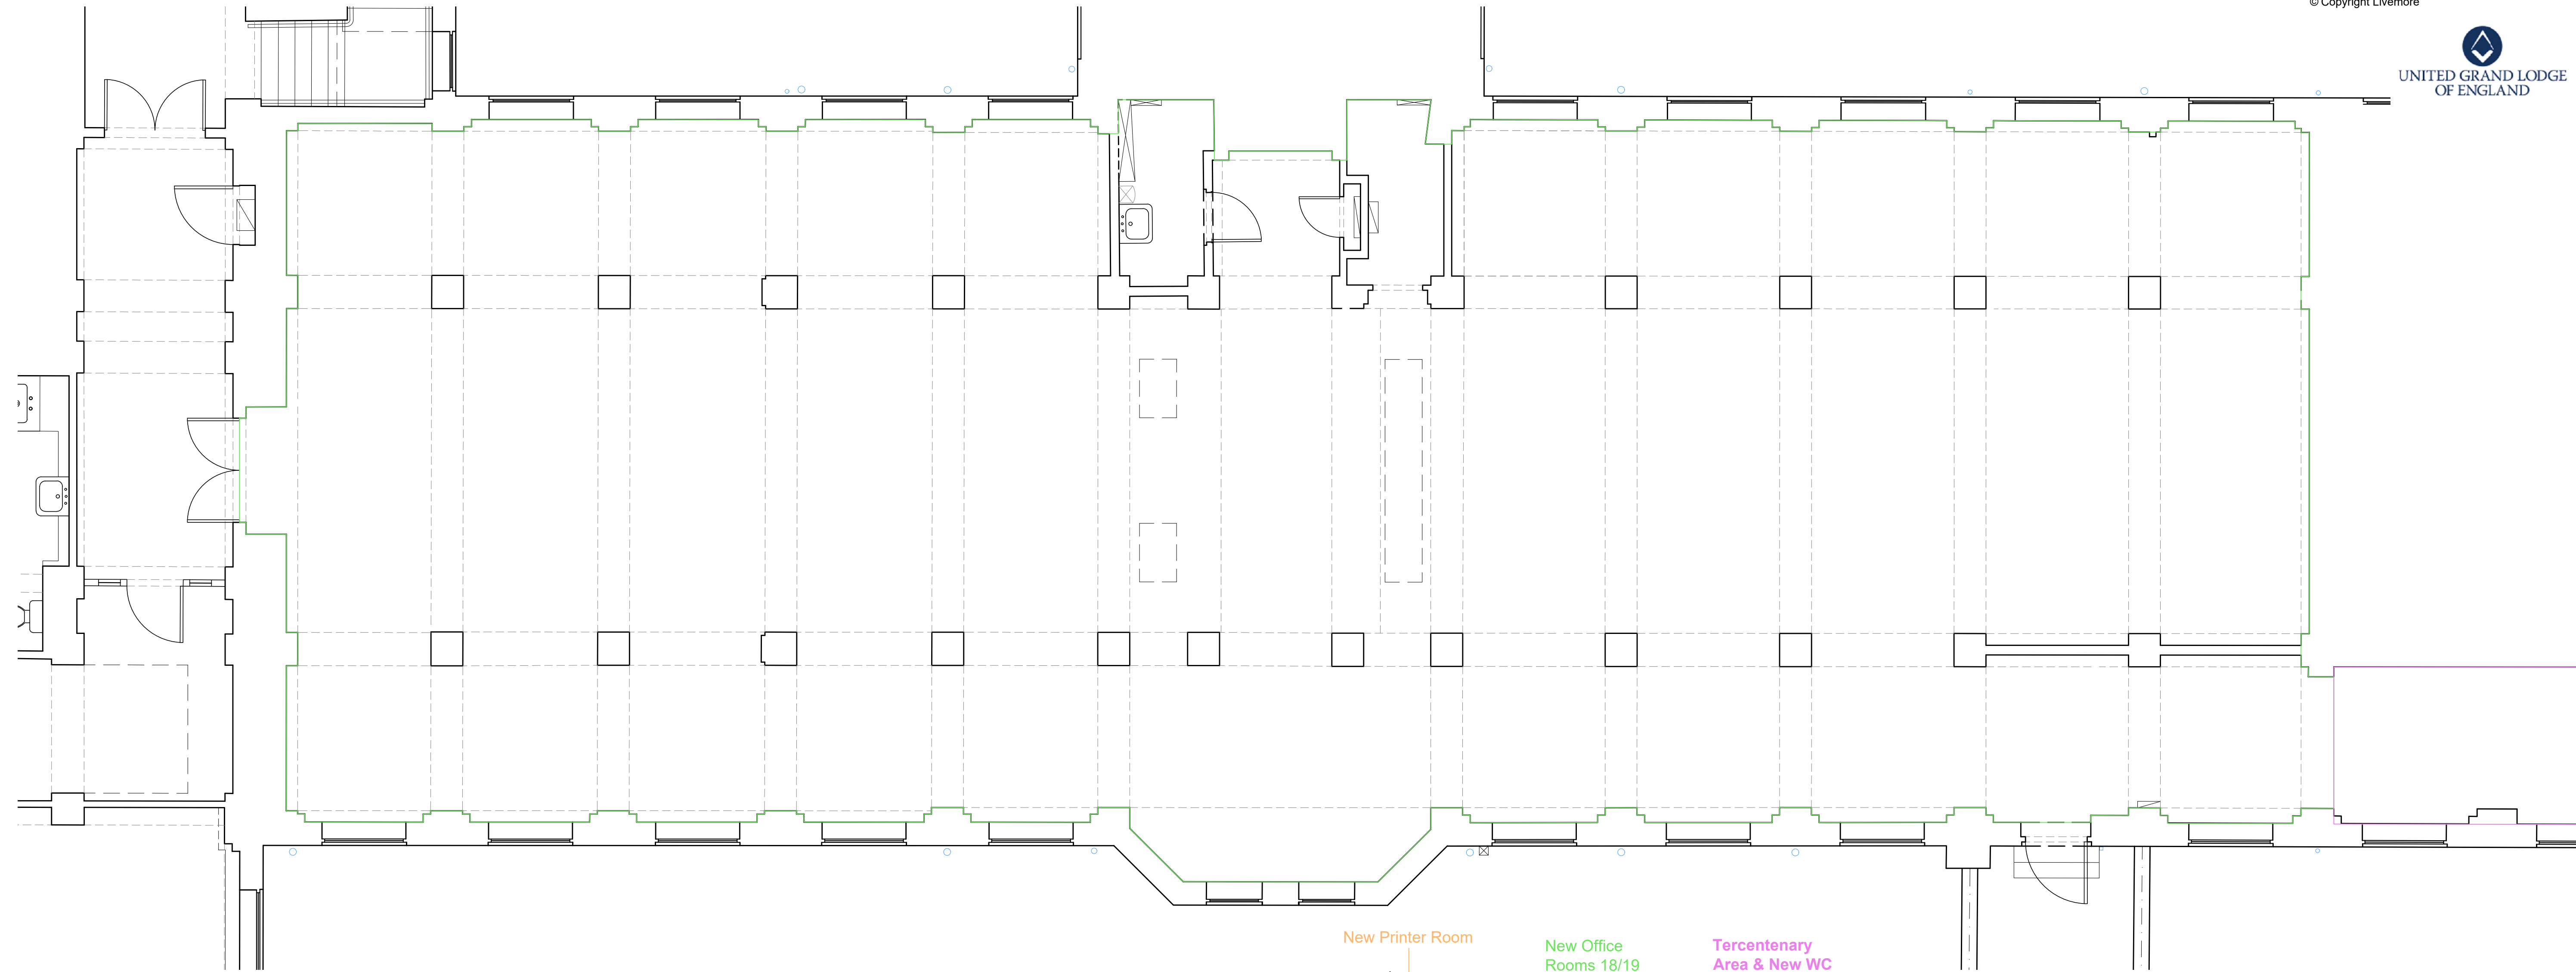 © Copyright Livemore
UNITED GRAND LODGE
OF ENGLAND
New Printer Room
New Office
Rooms 18/19
Tercentenary
Area & New WC